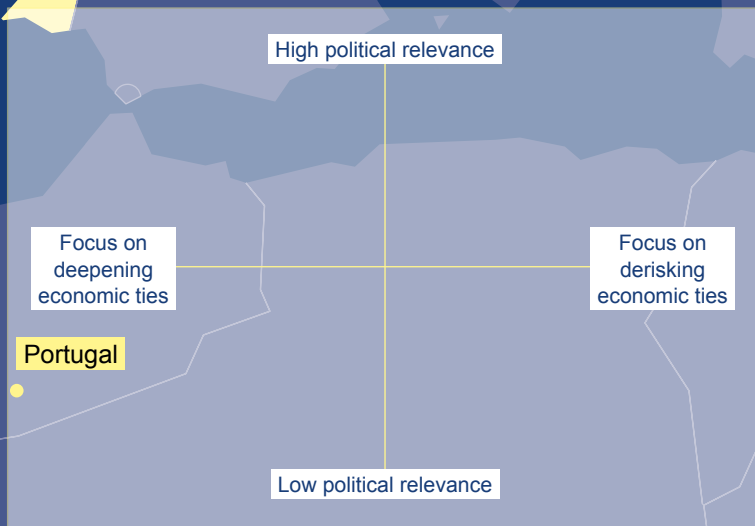 High political relevance
Focus on
deepening
economic ties
Focus on
derisking
economic ties
Portugal
Low political relevance